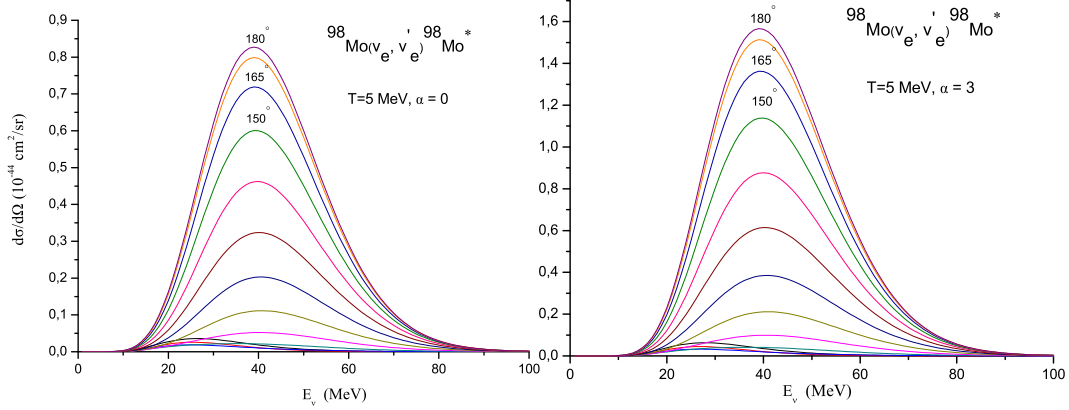 98Mo(νe, ν'e) 98Mo*
T=5 MeV, α = 0
180°
165°
150°
0,9
0,8
0,7
0,6
0,5
0,4
0,3
0,2
0,1
0,0
dσ/dΩ (10-44 cm2/sr)
0 20 40 60 80 100
Eν (MeV)
98Mo(νe, ν'e) 98Mo*
T=5 MeV, α = 3
180°
165°
150°
1,6
1,4
1,2
1,0
0,8
0,6
0,4
0,2
0,0
0 20 40 60 80 100
Eν (MeV)